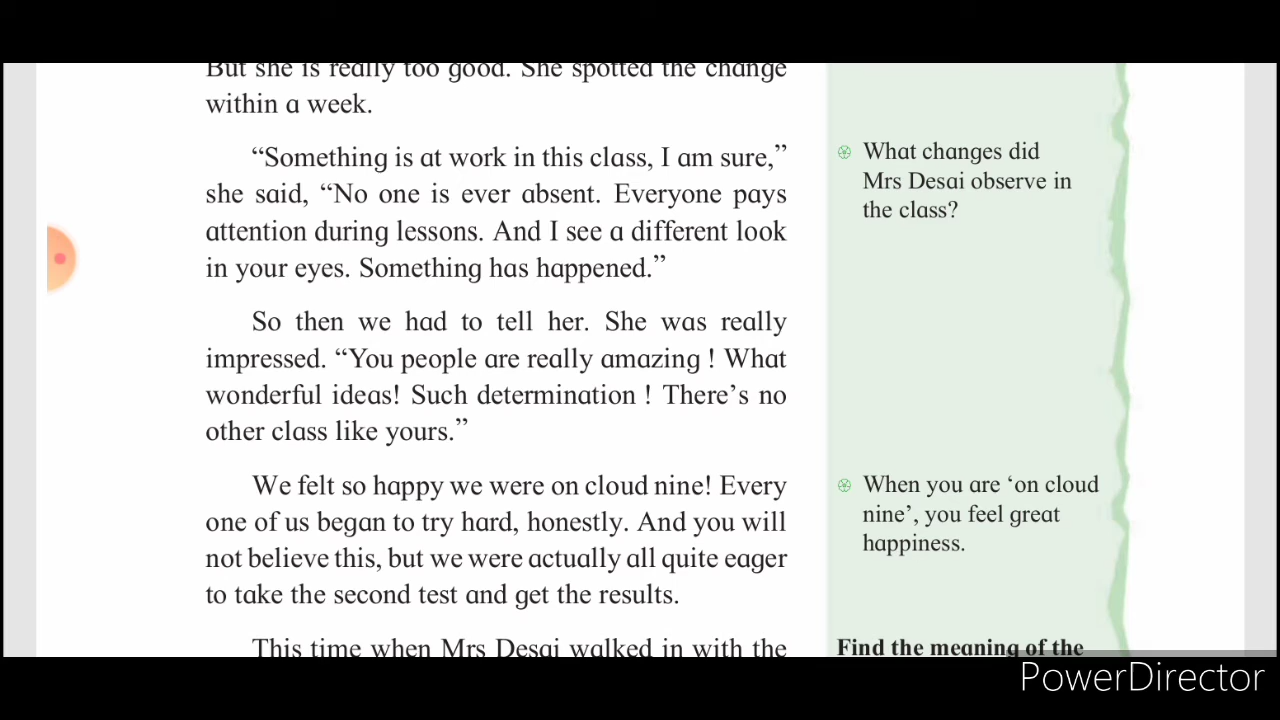 But she is really too good. She spotted the change
within a week.
“Something is at work in this class, I am sure,”
she said, “No one is ever absent. Everyone pays
attention during lessons. And I see a different look
in your eyes. Something has happened.”
So then we had to tell her. She was really
impressed. “You people are really amazing ! What
wonderful ideas! Such determination ! There’s no
other class like yours.”
We felt so happy we were on cloud nine! Every
one of us began to try hard, honestly. And you will
not believe this, but we were actually all quite eager
to take the second test and get the results.
This time when Mrs Desai walked in with the
What changes did
Mrs Desai observe in
the class?
When you are ‘on cloud
nine’, you feel great
happiness.
Find the meaning of the
PowerDirector